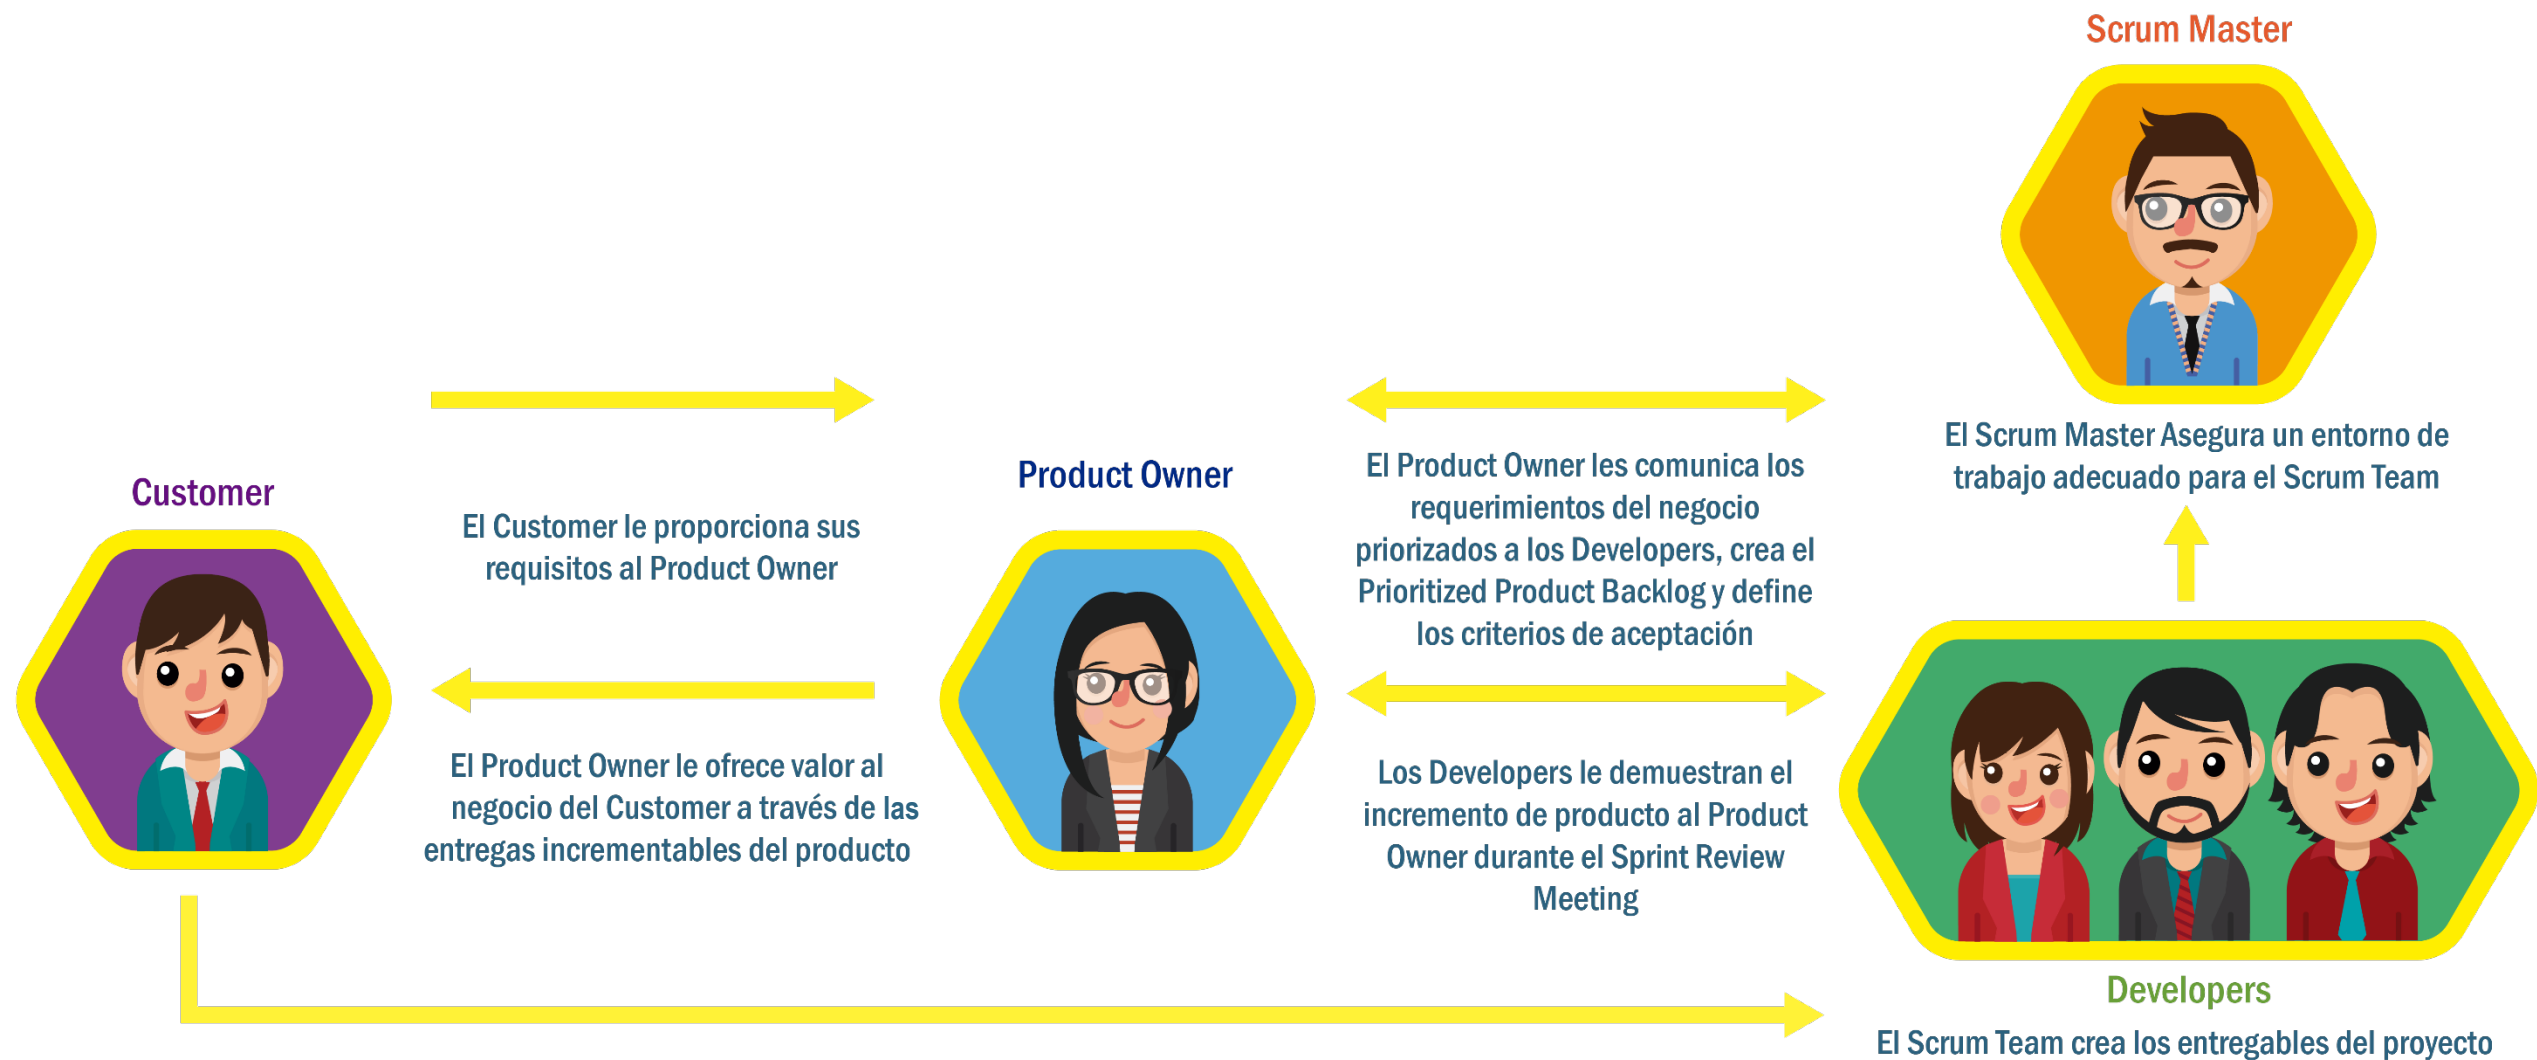 Scrum Master
El Scrum Master Asegura un entorno de
trabajo adecuado para el Scrum Team
Customer
El Customer le proporciona sus
requisitos al Product Owner
El Product Owner le ofrece valor al
negocio del Customer a través de las
entregas incrementables del producto
Product Owner
El Product Owner les comunica los
requerimientos del negocio
priorizados a los Developers, crea el
Prioritized Product Backlog y define
los criterios de aceptación
Los Developers le demuestran el
incremento de producto al Product
Owner durante el Sprint Review
Meeting
Developers
El Scrum Team crea los entregables del proyecto